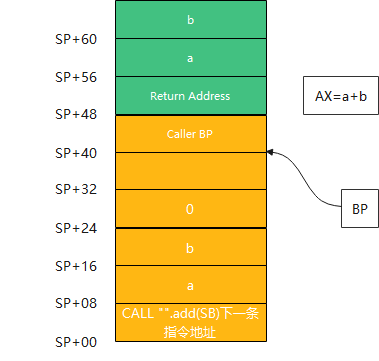 b
SP+60
a
SP+56
Return Address
AX=a+b
SP+48
Caller BP
SP+40
SP+32
0
BP
SP+24
b
SP+16
a
SP+08
CALL "".add(SB)下一条
指令地址
SP+00